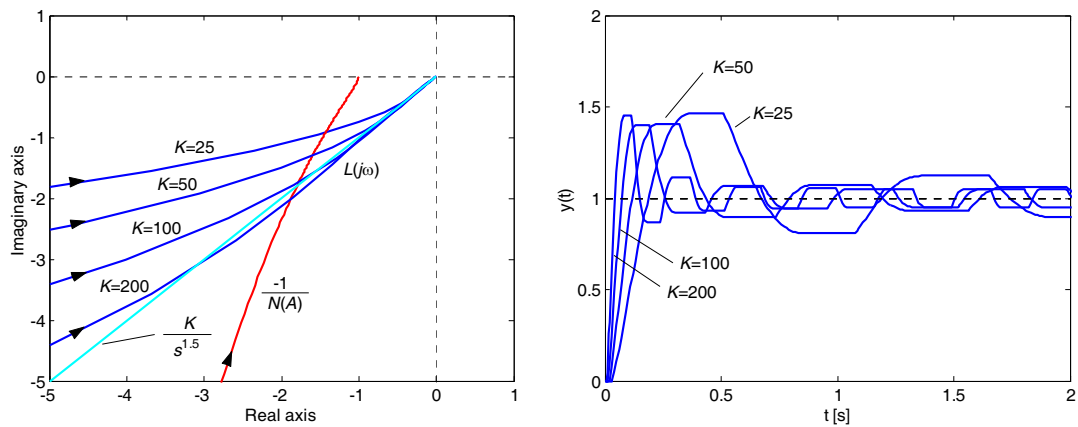 1
0
-1
-2
-3
-4
-5
Imaginary axis
K=25
K=50
K=100
K=200
L(jω)
-1
N(A)
K
s^1.5
-5 -4 -3 -2 -1 0 1
Real axis
2
1.5
1
0.5
0
y(t)
K=50
K=25
K=100
K=200
0 0.5 1 1.5 2
t [s]